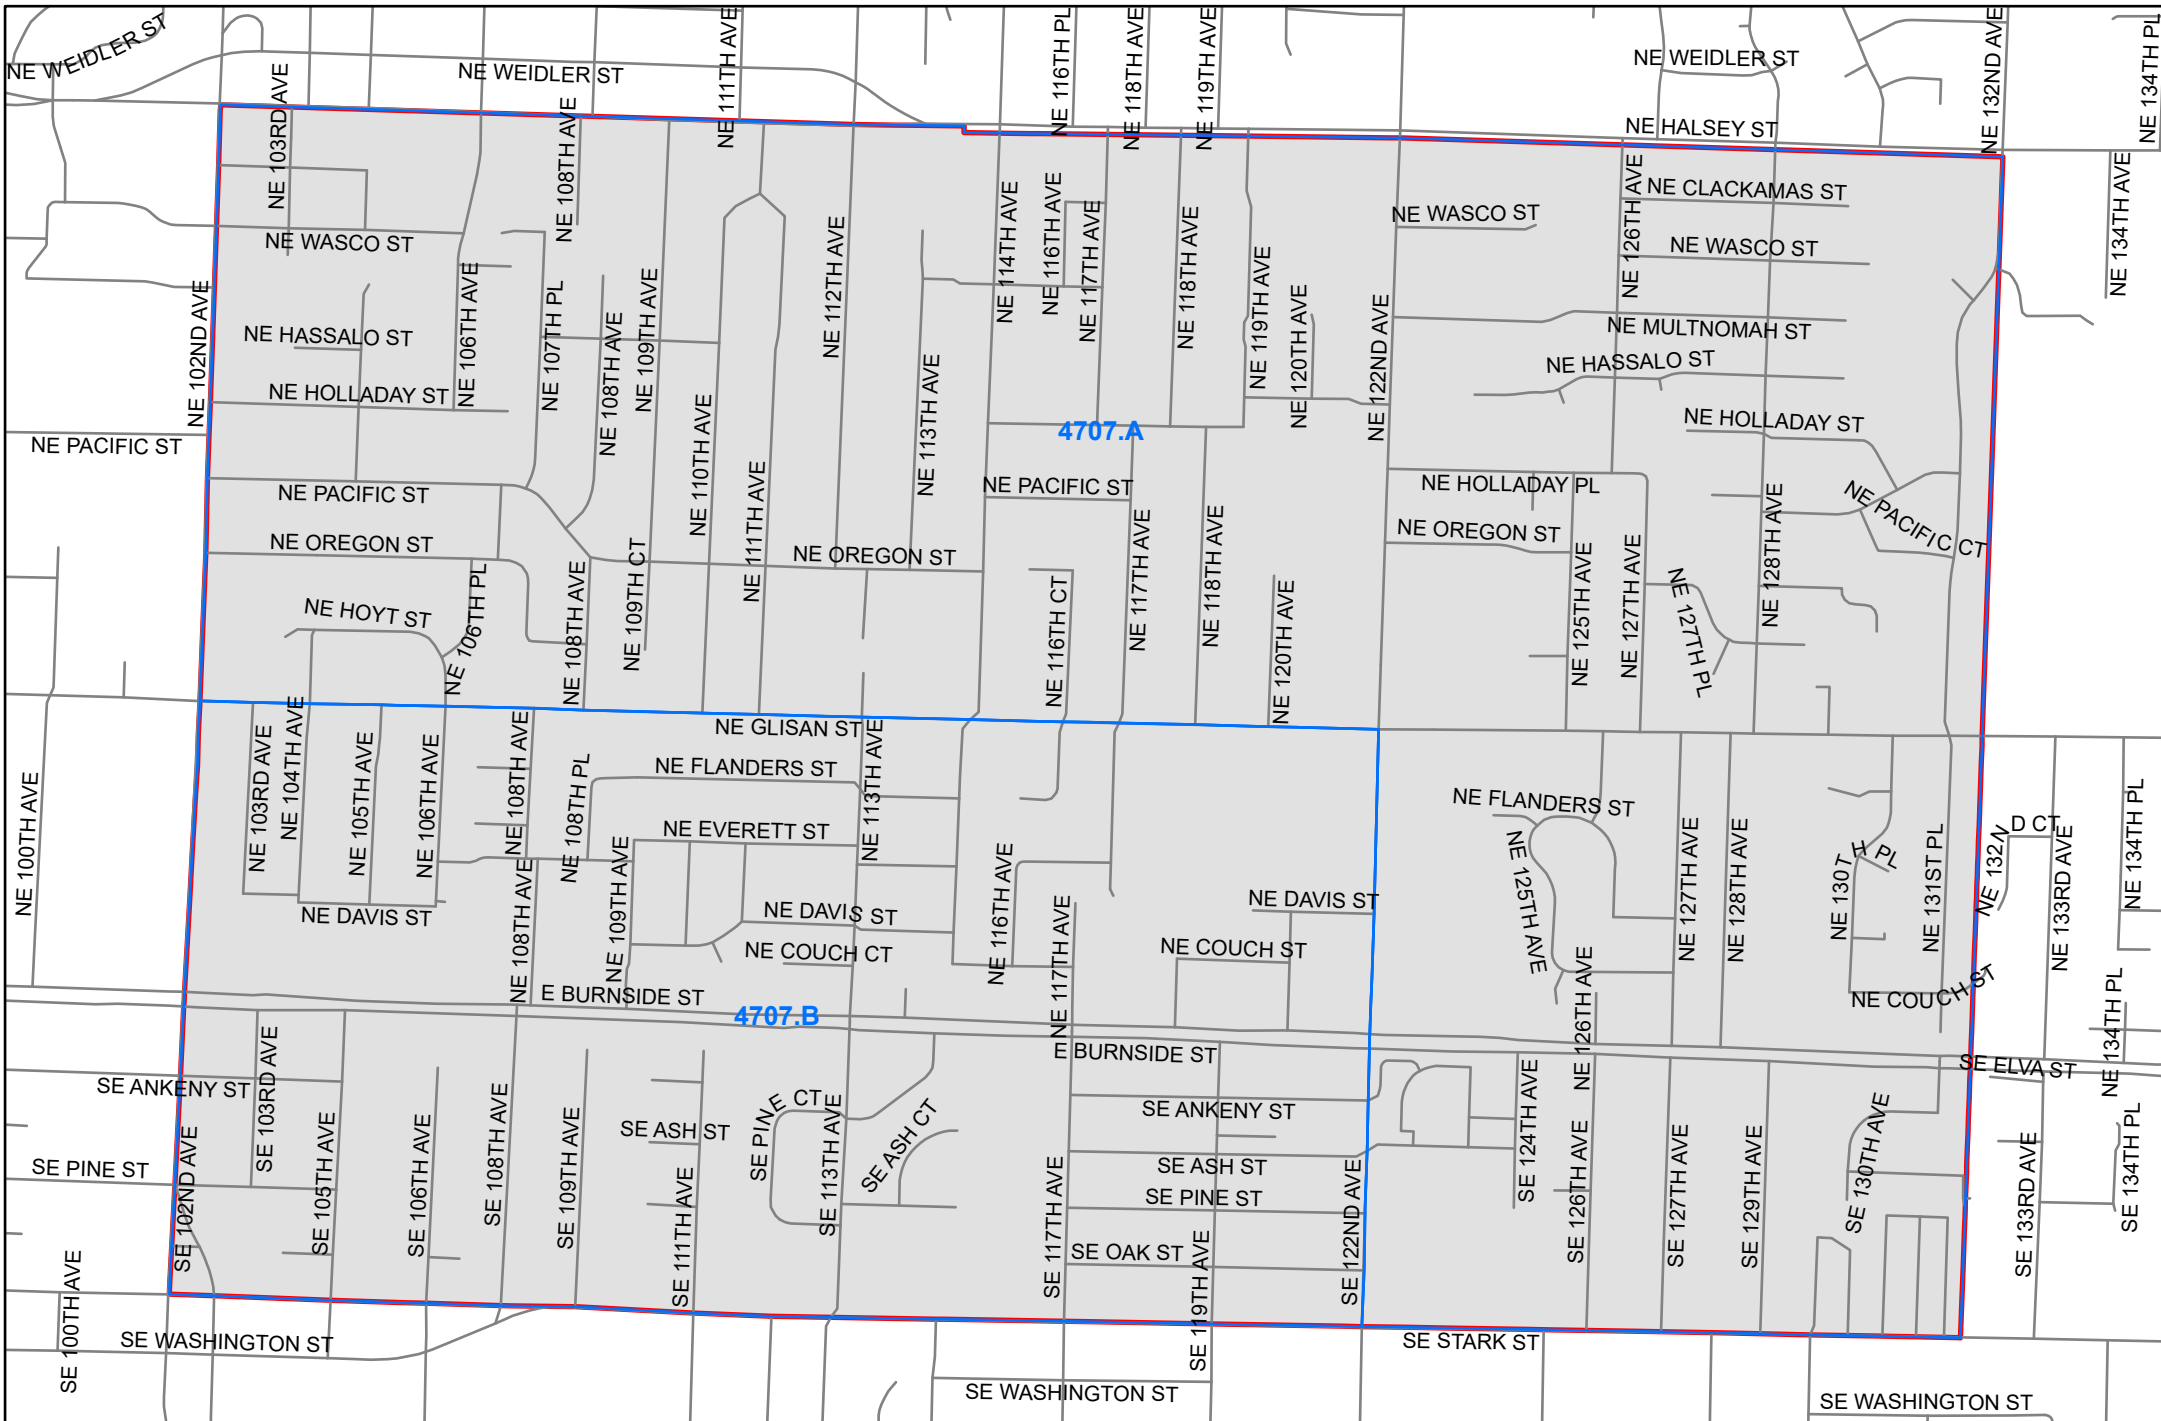 NE WEIDLER ST
NE WEIDLER ST
NE 111TH AVE
NE 116TH PL
NE 118TH AVE
NE 119TH AVE
NE WEIDLER ST
NE 132ND AVE
NE 134TH PL
NE 103RD AVE
NE 108TH AVE
NE HALSEY ST
NE 134TH AVE
NE CLACKAMAS ST
NE 126TH AVE
NE WASCO ST
NE WASCO ST
NE WASCO ST
NE 114TH AVE
NE 116TH AVE
NE 117TH AVE
NE 118TH AVE
NE 112TH AVE
NE 119TH AVE
NE 120TH AVE
NE 122ND AVE
NE 102ND AVE
NE HASSALO ST
NE 106TH AVE
NE 107TH PL
NE 108TH AVE
NE 109TH AVE
NE MULTNOMAH ST
NE HASSALO ST
NE HOLLADAY ST
NE 110TH AVE
NE 113TH AVE
NE HOLLADAY ST
4707.A
NE PACIFIC ST
NE PACIFIC ST
NE 111TH AVE
NE PACIFIC ST
NE HOLLADAY PL
NE 128TH AVE
NE PACIFIC CT
NE OREGON ST
NE OREGON ST
NE OREGON ST
NE 117TH AVE
NE 118TH AVE
NE 109TH CT
NE 108TH AVE
NE 106TH PL
NE HOYT ST
NE 116TH CT
NE 120TH AVE
NE 125TH AVE
NE 127TH AVE
NE 127TH PL
NE GLISAN ST
NE 103RD AVE
NE 104TH AVE
NE 105TH AVE
NE 106TH AVE
NE 108TH AVE
NE 108TH PL
NE FLANDERS ST
NE 113TH AVE
NE EVERETT ST
NE FLANDERS ST
NE 100TH AVE
NE 108TH AVE
NE 109TH AVE
NE 116TH AVE
NE 117TH AVE
NE 125TH AVE
NE 127TH AVE
NE 128TH AVE
NE 130TH PL
NE 131ST PL
NE 132ND CT
NE 133RD AVE
NE 134TH PL
NE DAVIS ST
NE DAVIS ST
NE DAVIS ST
NE COUCH CT
NE COUCH ST
NE COUCH ST
NE 126TH AVE
NE 134TH PL
E BURNSIDE ST
4707.B
E BURNSIDE ST
SE ELVA ST
SE ANKENY ST
SE 103RD AVE
SE ANKENY ST
SE 105TH AVE
SE 106TH AVE
SE 108TH AVE
SE 109TH AVE
SE ASH ST
SE PINE CT
SE 113TH AVE
SE ASH CT
SE 124TH AVE
SE 126TH AVE
SE 127TH AVE
SE 129TH AVE
SE 130TH AVE
SE 133RD AVE
SE 134TH PL
SE PINE ST
SE 102ND AVE
SE 111TH AVE
SE 117TH AVE
SE ASH ST
SE PINE ST
SE OAK ST
SE 119TH AVE
SE 122ND AVE
SE 100TH AVE
SE WASHINGTON ST
SE STARK ST
SE WASHINGTON ST
SE WASHINGTON ST